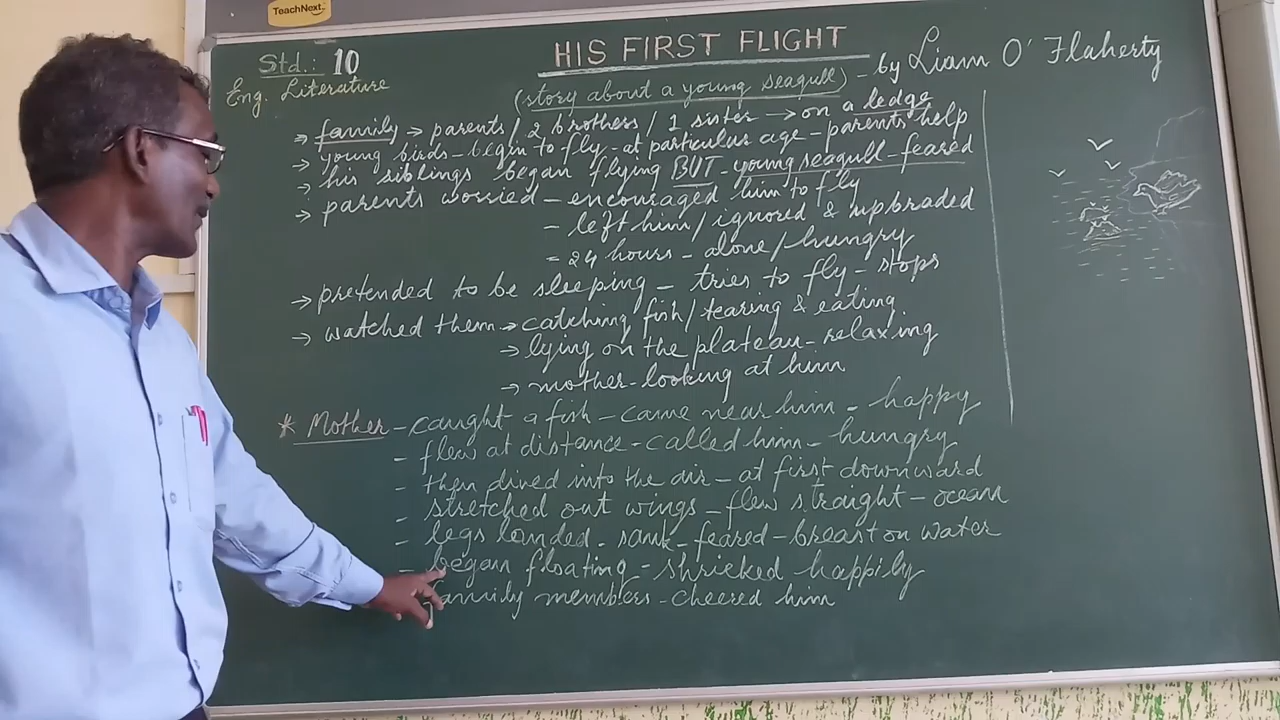 TeachNext
Std.: 10
Eng. Literature
HIS FIRST FLIGHT
(story about a young seagull) - by Liam O'Flaherty
⇒ family → parents / 2 brothers / 1 sister → on a ledge
→ young birds - begin to fly - at particular age - parents help
→ his siblings began flying BUT - young seagull - feared
→ parents worried - encouraged him to fly
- left him / ignored & upbraded
= 24 hours - alone / hungry
→ pretended to be sleeping - tries to fly - stops
→ watched them → catching fish / tearing & eating
→ lying on the plateau - relaxing
→ mother - looking at him
* Mother - caught a fish - came near him - happy
- flew at distance - called him - hungry
- then dived into the air - at first downward
- stretched out wings - flew straight - ocean
- legs landed - sank - feared - breast on water
- began floating - shrieked happily
family members - cheered him